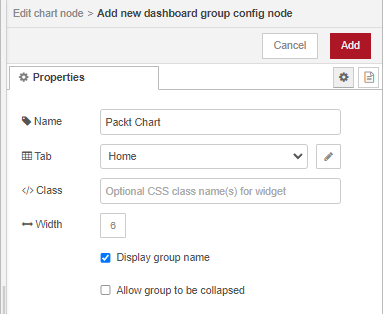 Edit chart node > Add new dashboard group config node
Cancel
Add
Properties
Name
Packt Chart
Tab
Home
Class
Optional CSS class name(s) for widget
Width
6
Display group name
Allow group to be collapsed